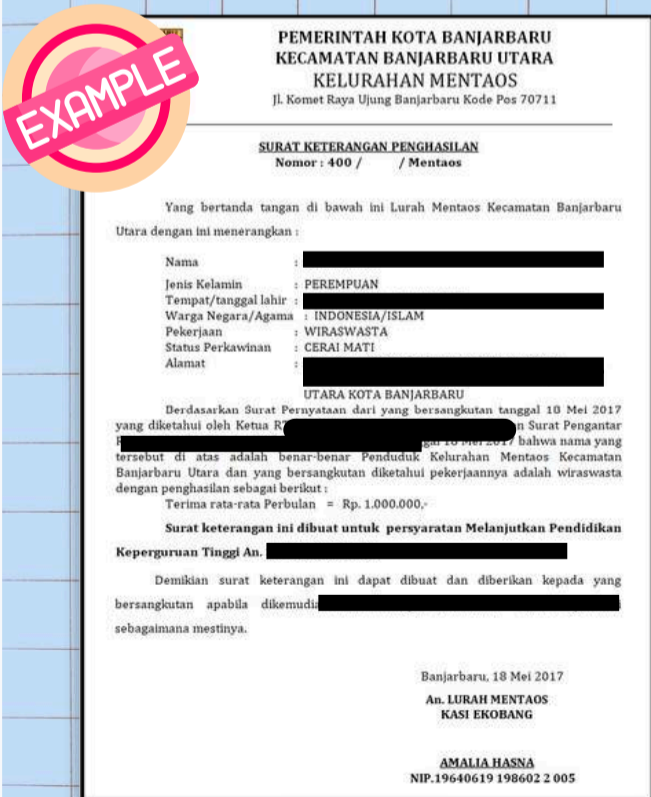 EXAMPLE
PEMERINTAH KOTA BANJARBARU
KECAMATAN BANJARBARU UTARA
KELURAHAN MENTAOS
Jl. Komet Raya Ujung Banjarbaru Kode Pos 70711
SURAT KETERANGAN PENGHASILAN
Nomor : 400 / / Mentaos
Yang bertanda tangan di bawah ini Lurah Mentaos Kecamatan Banjarbaru
Utara dengan ini menerangkan :
Nama :
Jenis Kelamin : PEREMPUAN
Tempat/tanggal lahir :
Warga Negara/Agama : INDONESIA/ISLAM
Pekerjaan : WIRASWASTA
Status Perkawinan : CERAI MATI
Alamat :
UTARA KOTA BANJARBARU
Berdasarkan Surat Pernyataan dari yang bersangkutan tanggal 18 Mei 2017
yang diketahui oleh Ketua Surat Pengantar
18 Mei 2017 bahwa nama yang
tersebut di atas adalah benar-benar Penduduk Kelurahan Mentaos Kecamatan
Banjarbaru Utara dan yang bersangkutan diketahui pekerjaannya adalah wiraswasta
dengan penghasilan sebagai berikut :
Terima rata-rata Perbulan = Rp. 1.000.000,-
Surat keterangan ini dibuat untuk persyaratan Melanjutkan Pendidikan
Keperguruan Tinggi An.
Demikian surat keterangan ini dapat dibuat dan diberikan kepada yang
bersangkutan apabila
sebagaimana mestinya.
Banjarbaru, 18 Mei 2017
An. LURAH MENTAOS
KASI EKOBANG
AMALIA HASNA
NIP.19640619 198602 2 005